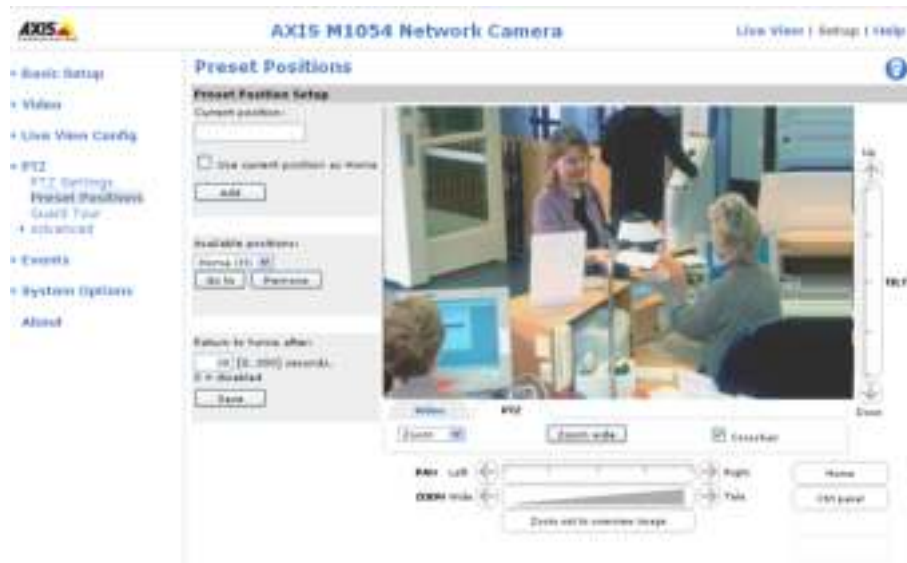 AXIS
AXIS M1054 Network Camera
Live View | Setup | Help
Basic Setup
Video
Live View Config
PTZ
PTZ Settings
Preset Positions
Guard Tour
Advanced
Events
System Options
About
Preset Positions
?
Preset Position Setup
Current position:
Use current position as Home
Add
Available positions:
Home (H)
Go to
Remove
Return to home after:
[0..999] seconds.
0 = disabled
Save
Up
TILT
Down
Video
PTZ
Zoom
Zoom wide
Crosshair
PAN Left
Right
ZOOM Wide
Tele
Zoom out to overview image
Home
Ctrl panel